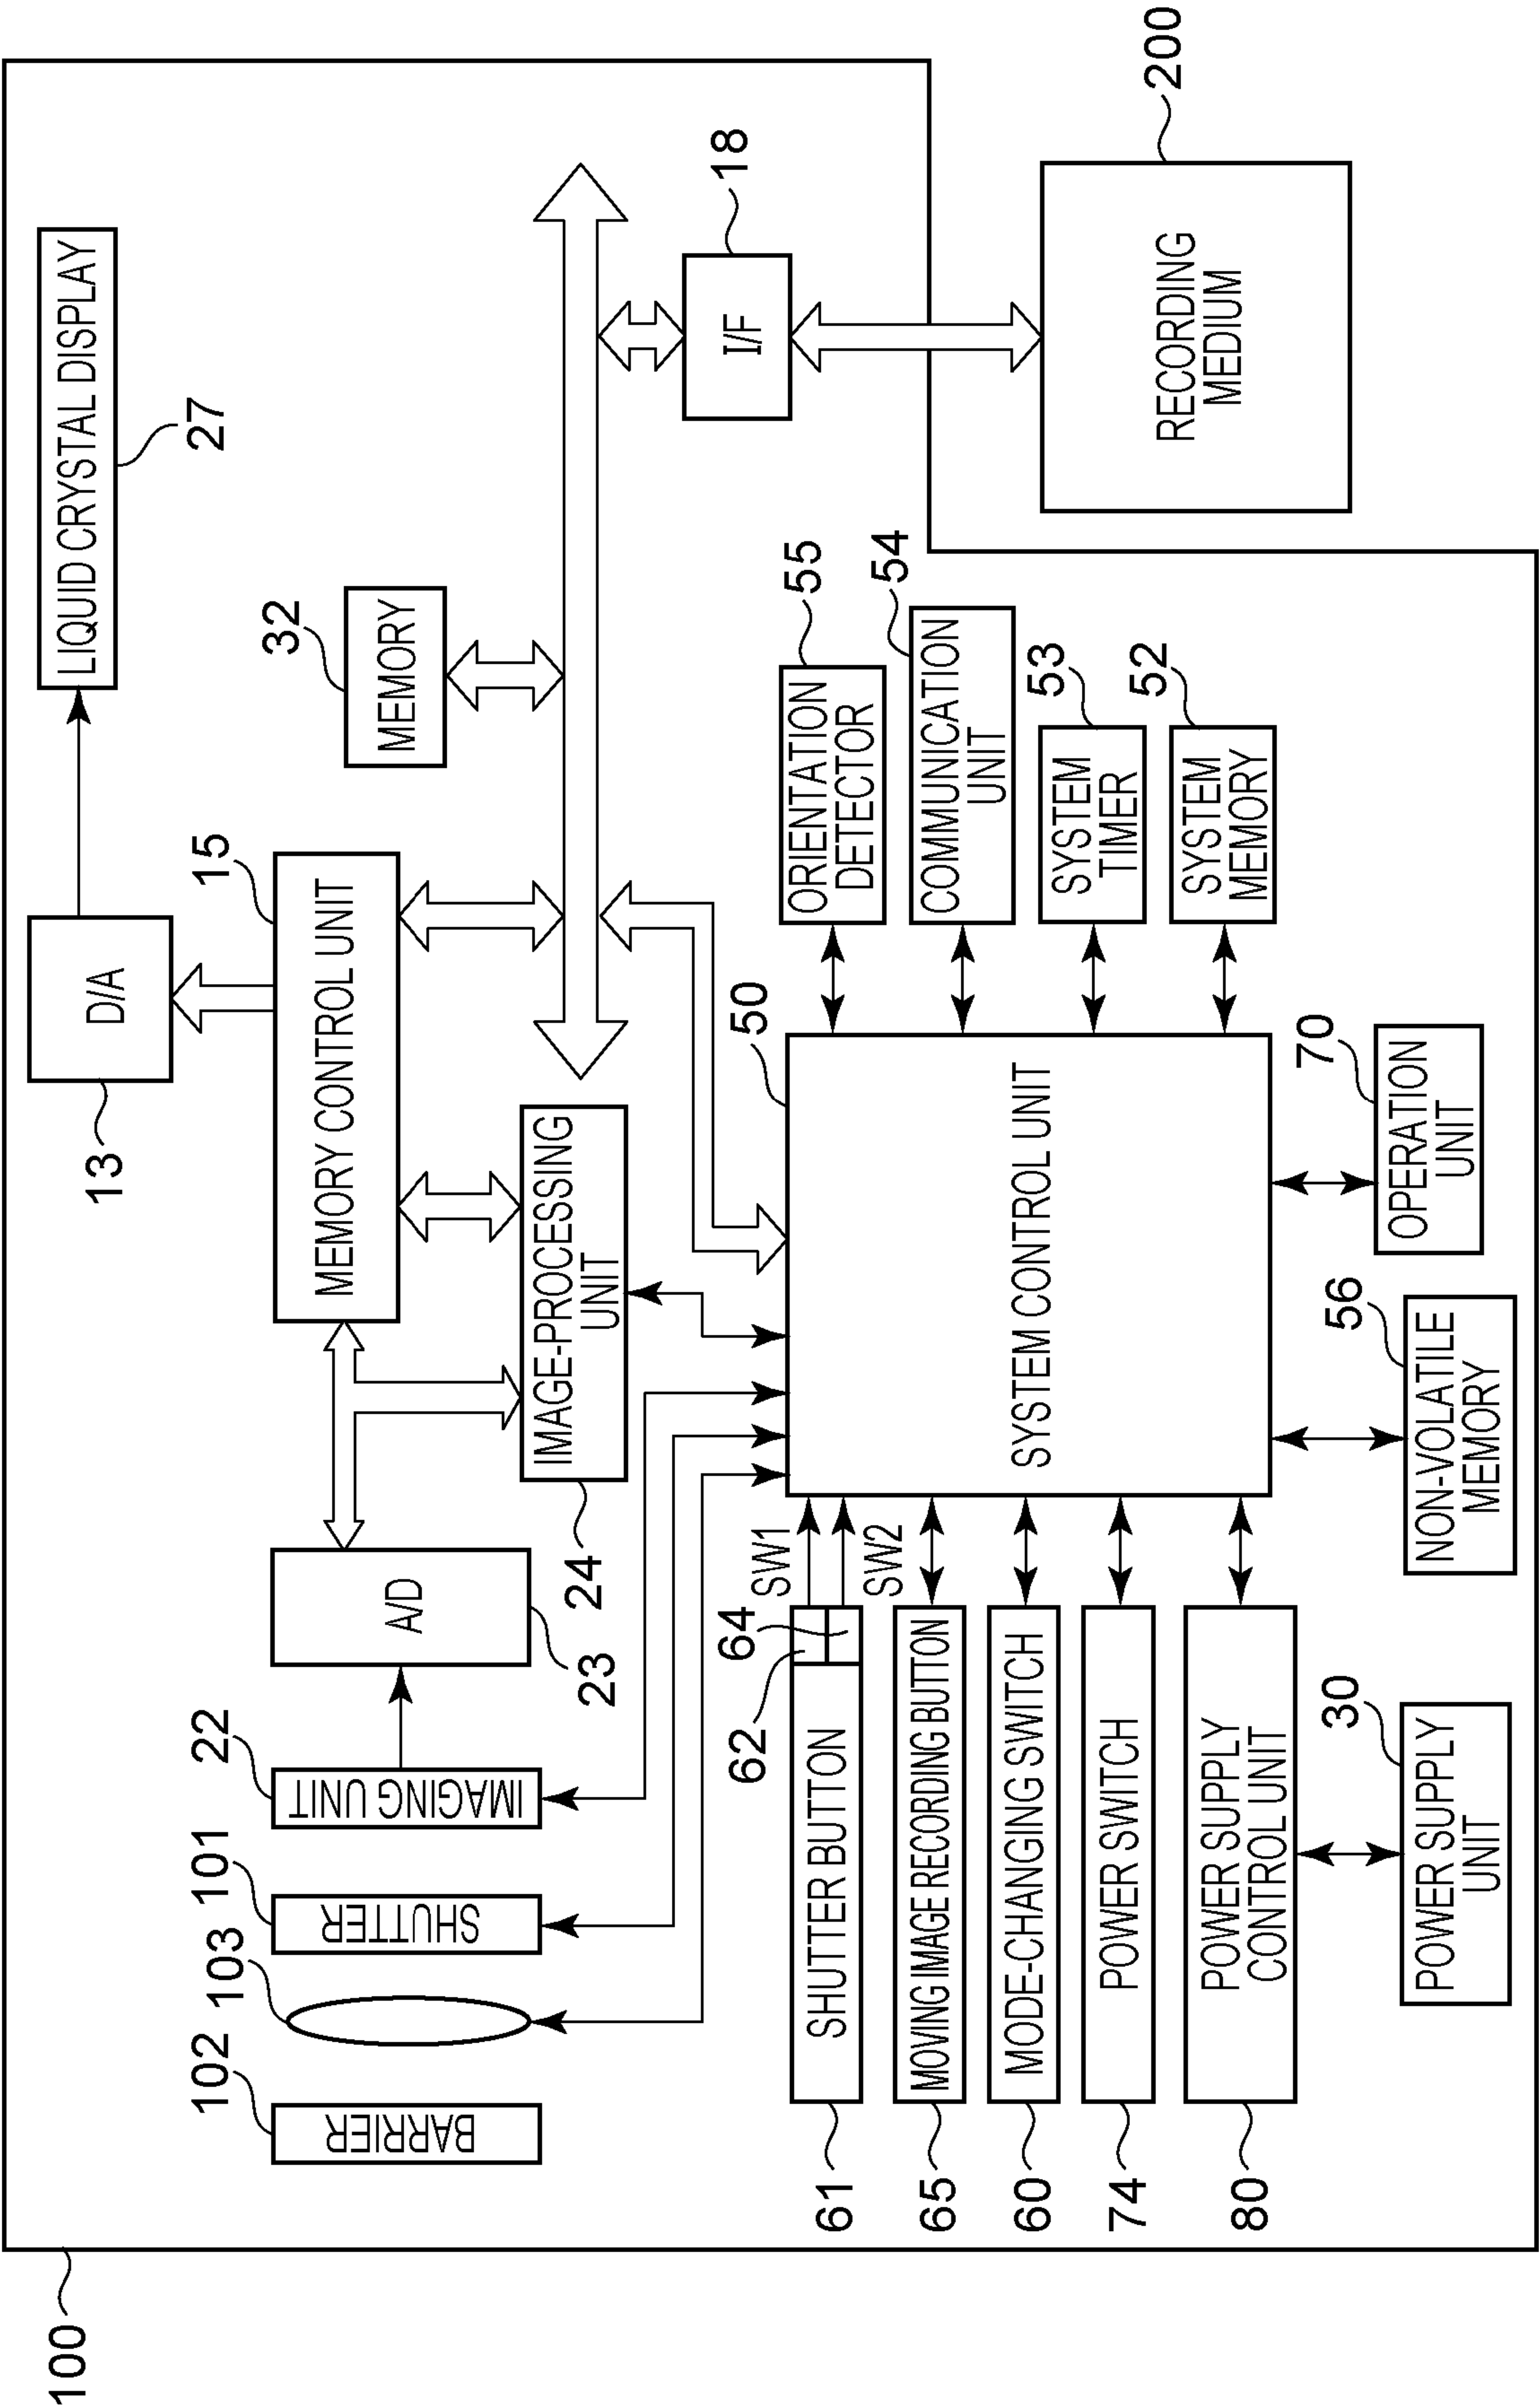 100
102
103
101
22
BARRIER
SHUTTER
IMAGING UNIT
A/D
23
13
D/A
LIQUID CRYSTAL DISPLAY
27
15
MEMORY CONTROL UNIT
32
MEMORY
24
IMAGE-PROCESSING
UNIT
18
I/F
200
RECORDING
MEDIUM
50
SYSTEM CONTROL UNIT
62
64
SW1
SW2
61
SHUTTER BUTTON
65
MOVING IMAGE RECORDING BUTTON
60
MODE-CHANGING SWITCH
74
POWER SWITCH
80
POWER SUPPLY
CONTROL UNIT
30
POWER SUPPLY
UNIT
55
ORIENTATION
DETECTOR
54
COMMUNICATION
UNIT
53
SYSTEM
TIMER
52
SYSTEM
MEMORY
56
NON-VOLATILE
MEMORY
70
OPERATION
UNIT